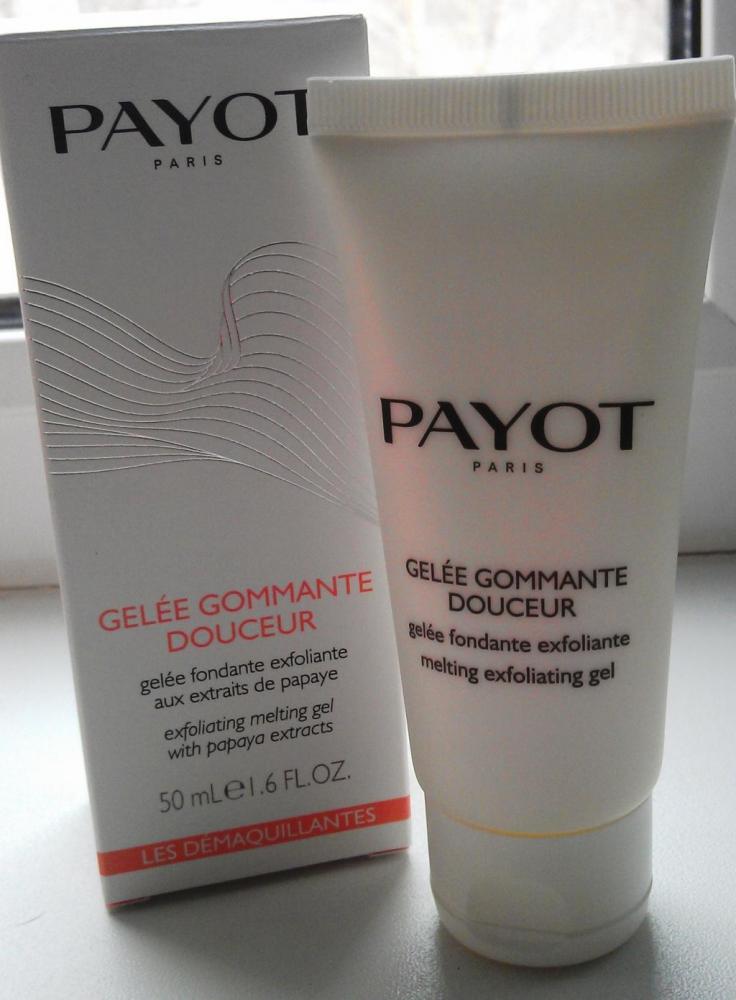 PAYOT
PARIS
GELÉE GOMMANTE
DOUCEUR
gelée fondante exfoliante
aux extraits de papaye
exfoliating melting gel
with papaya extracts
50 mL e 1.6 FL.OZ.
LES DÉMAQUILLANTES
PAYOT
PARIS
GELÉE GOMMANTE
DOUCEUR
gelée fondante exfoliante
melting exfoliating gel